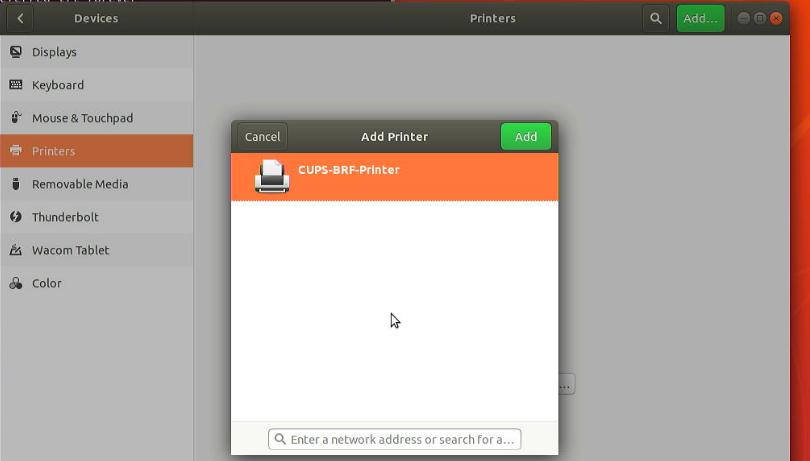 Devices
Printers
Add...
Displays
Keyboard
Mouse & Touchpad
Printers
Removable Media
Thunderbolt
Wacom Tablet
Color
Cancel
Add Printer
Add
CUPS-BRF-Printer
...
Enter a network address or search for a...